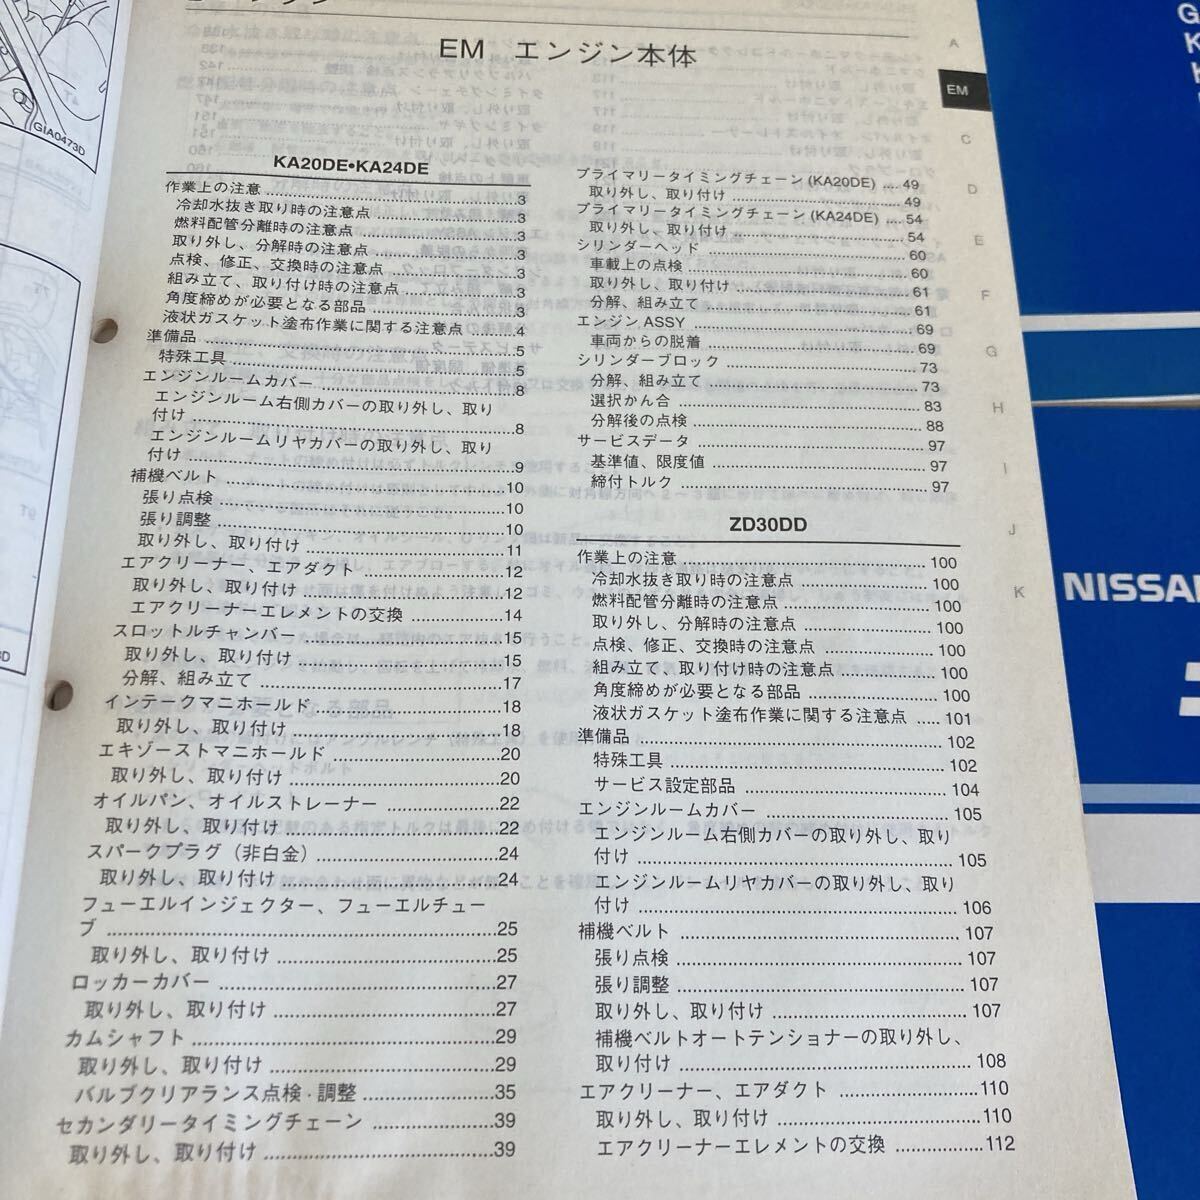 EM エンジン本体
KA20DE•KA24DE
作業上の注意 3
冷却水抜き取り時の注意点 3
燃料配管分離時の注意点 3
取り外し、分解時の注意点 3
点検、修正、交換時の注意点 3
組み立て、取り付け時の注意点 3
角度締めが必要となる部品 3
液状ガスケット塗布作業に関する注意点 4
準備品 5
特殊工具 5
エンジンルームカバー 8
エンジンルーム右側カバーの取り外し、取り
付け 8
エンジンルームリヤカバーの取り外し、取り
付け 9
補機ベルト 10
張り点検 10
張り調整 10
取り外し、取り付け 11
エアクリーナー、エアダクト 12
取り外し、取り付け 12
エアクリーナーエレメントの交換 14
スロットルチャンバー 15
取り外し、取り付け 15
分解、組み立て 17
インテークマニホールド 18
取り外し、取り付け 18
エキゾーストマニホールド 20
取り外し、取り付け 20
オイルパン、オイルストレーナー 22
取り外し、取り付け 22
スパークプラグ（非白金） 24
取り外し、取り付け 24
フューエルインジェクター、フューエルチュー
ブ 25
取り外し、取り付け 25
ロッカーカバー 27
取り外し、取り付け 27
カムシャフト 29
取り外し、取り付け 29
バルブクリアランス点検・調整 35
セカンダリータイミングチェーン 39
取り外し、取り付け 39
プライマリータイミングチェーン (KA20DE) 49
取り外し、取り付け 49
プライマリータイミングチェーン (KA24DE) 54
取り外し、取り付け 54
シリンダーヘッド 60
車載上の点検 60
取り外し、取り付け 61
分解、組み立て 61
エンジン ASSY 69
車両からの脱着 69
シリンダーブロック 73
分解、組み立て 73
選択かん合 83
分解後の点検 88
サービスデータ 97
基準値、限度値 97
締付トルク 97
ZD30DD
作業上の注意 100
冷却水抜き取り時の注意点 100
燃料配管分離時の注意点 100
取り外し、分解時の注意点 100
点検、修正、交換時の注意点 100
組み立て、取り付け時の注意点 100
角度締めが必要となる部品 100
液状ガスケット塗布作業に関する注意点 101
準備品 102
特殊工具 102
サービス設定部品 104
エンジンルームカバー 105
エンジンルーム右側カバーの取り外し、取り
付け 105
エンジンルームリヤカバーの取り外し、取り
付け 106
補機ベルト 107
張り点検 107
張り調整 107
取り外し、取り付け 107
補機ベルトオートテンショナーの取り外し、
取り付け 108
エアクリーナー、エアダクト 110
取り外し、取り付け 110
エアクリーナーエレメントの交換 112
A
EM
C
D
E
F
G
H
I
J
K
GIA0473D
NISSAN